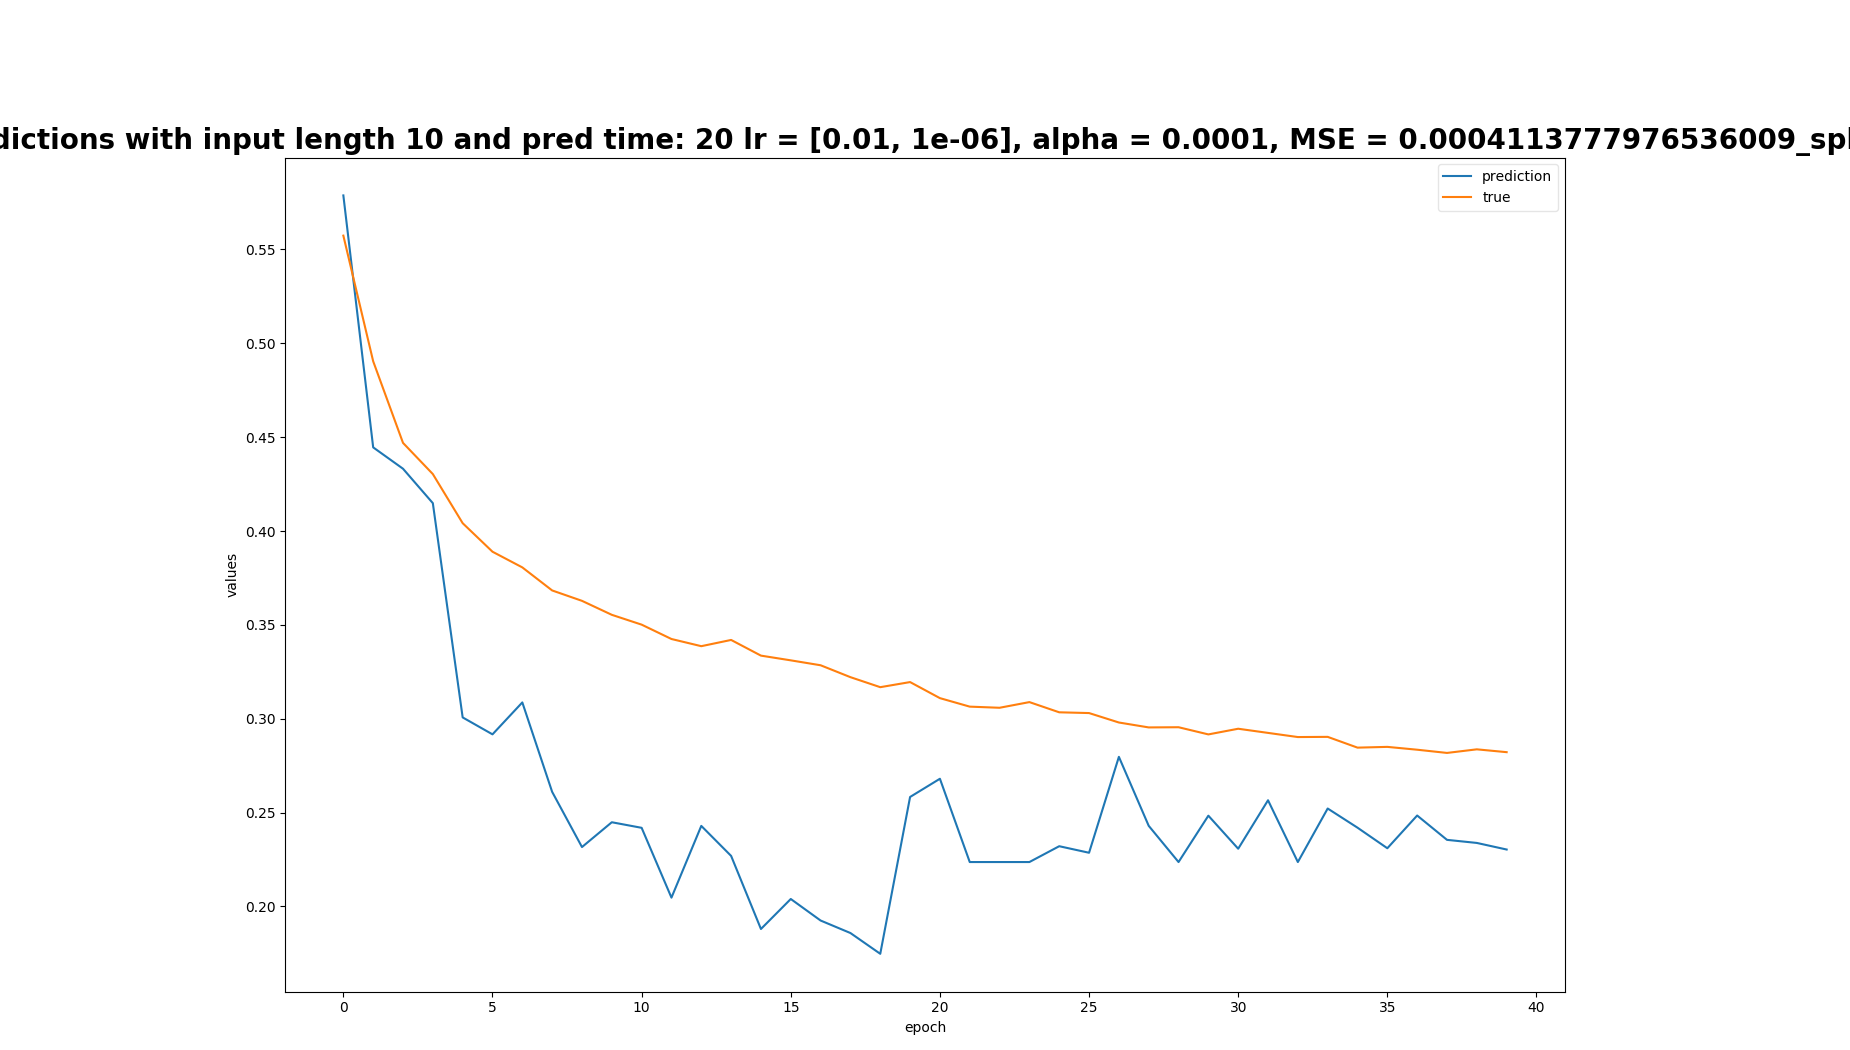 dictions with input length 10 and pred time: 20 lr = [0.01, 1e-06], alpha = 0.0001, MSE = 0.0004113777976536009_spl
prediction
true
0.55
0.50
0.45
0.40
0.35
0.30
0.25
0.20
values
0 5 10 15 20 25 30 35 40
epoch